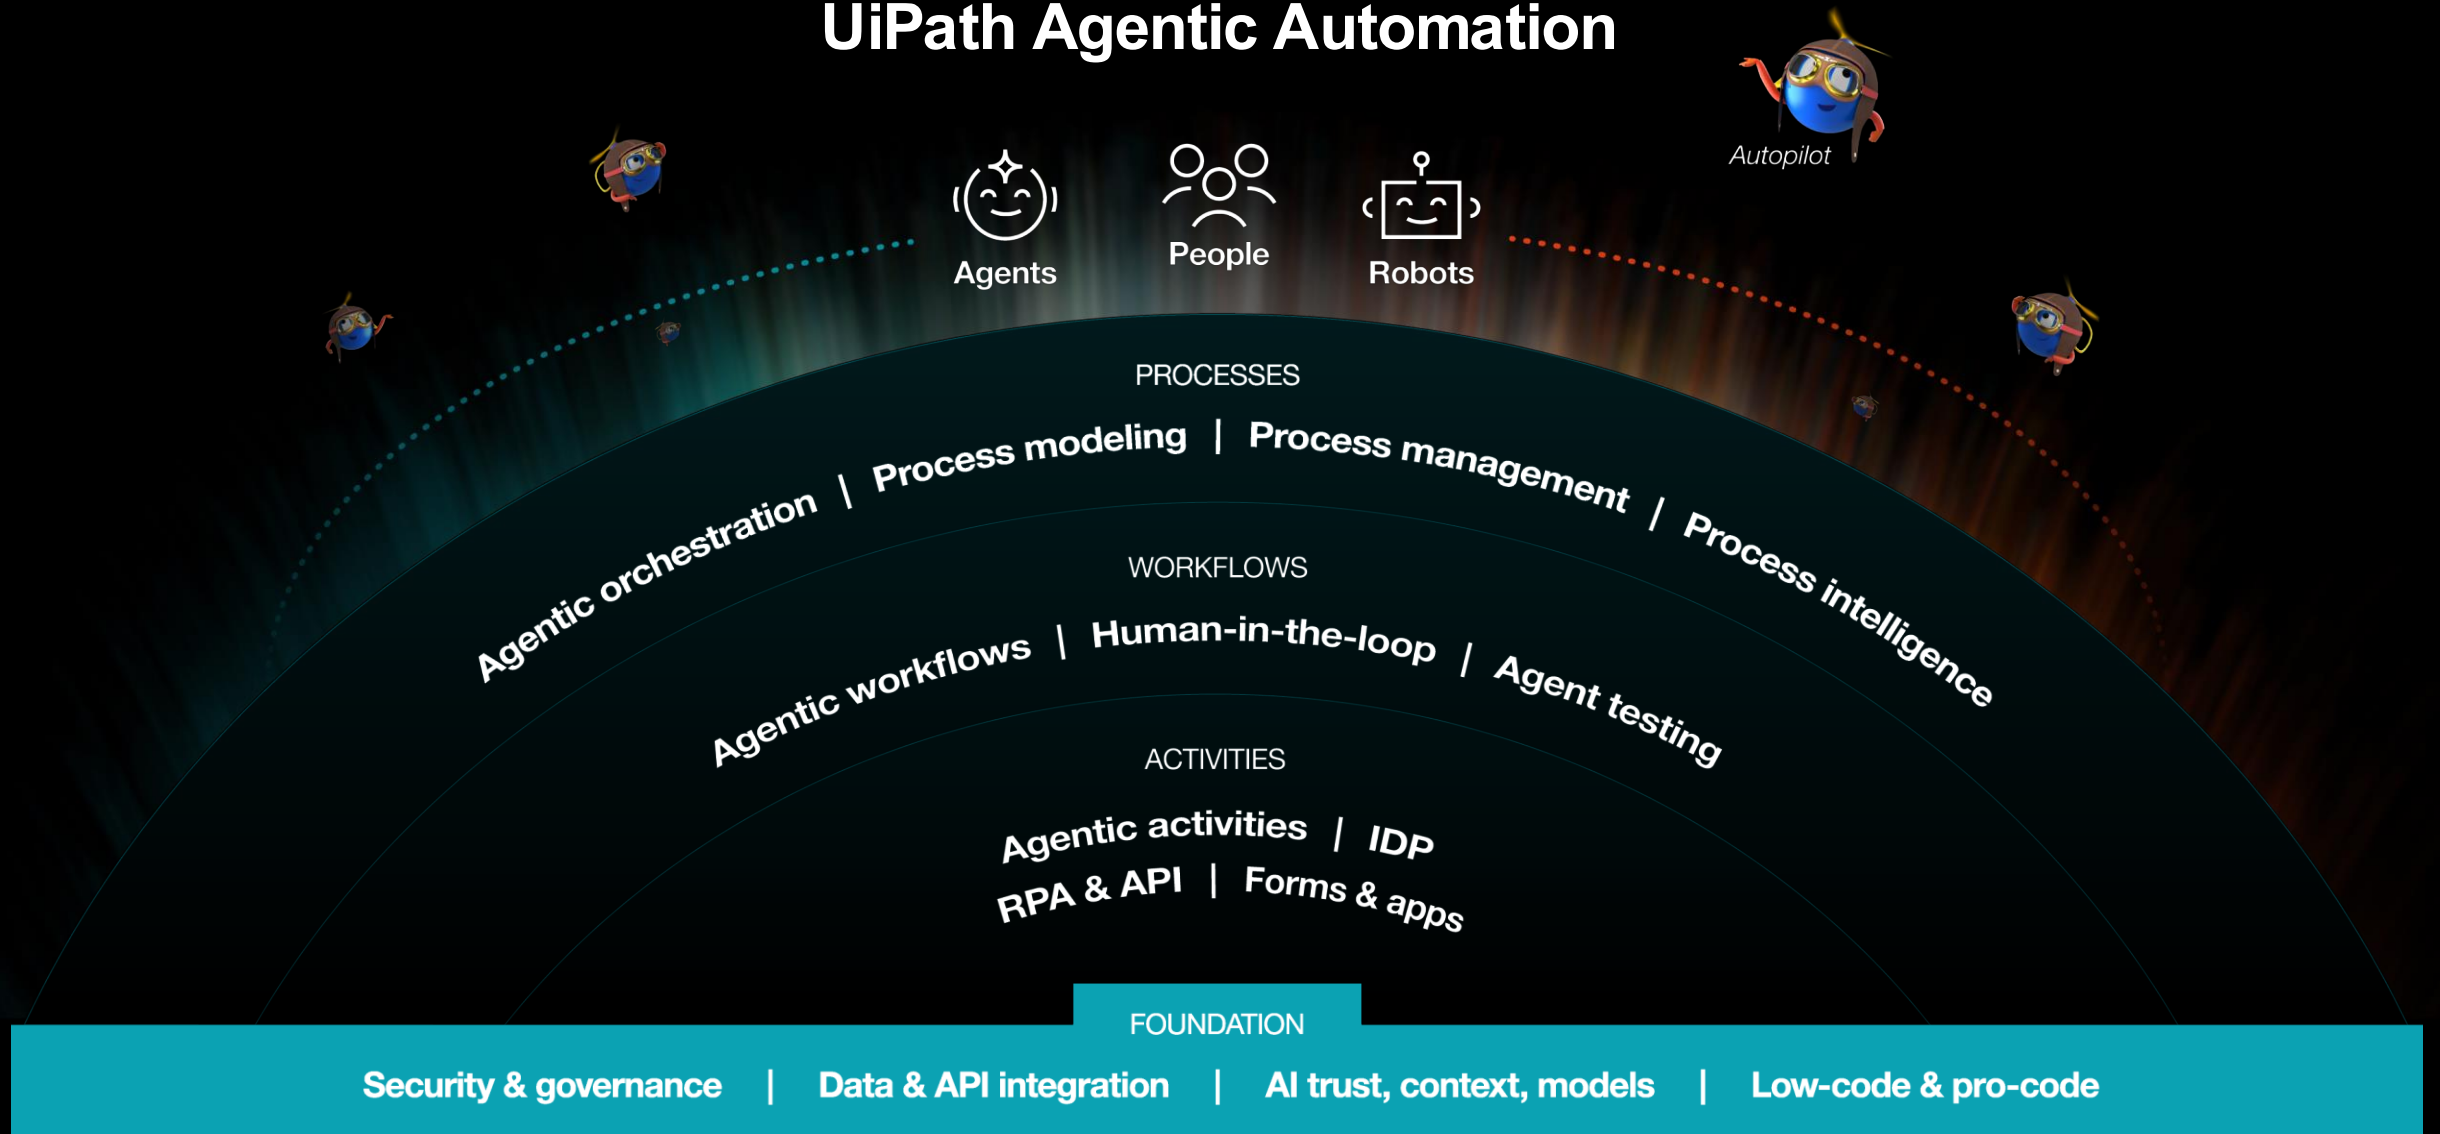 UiPath Agentic Automation
Autopilot
Agents
People
Robots
PROCESSES
Agentic orchestration | Process modeling | Process management | Process intelligence
WORKFLOWS
Agentic workflows | Human-in-the-loop | Agent testing
ACTIVITIES
Agentic activities | IDP
RPA & API | Forms & apps
FOUNDATION
Security & governance | Data & API integration | AI trust, context, models | Low-code & pro-code